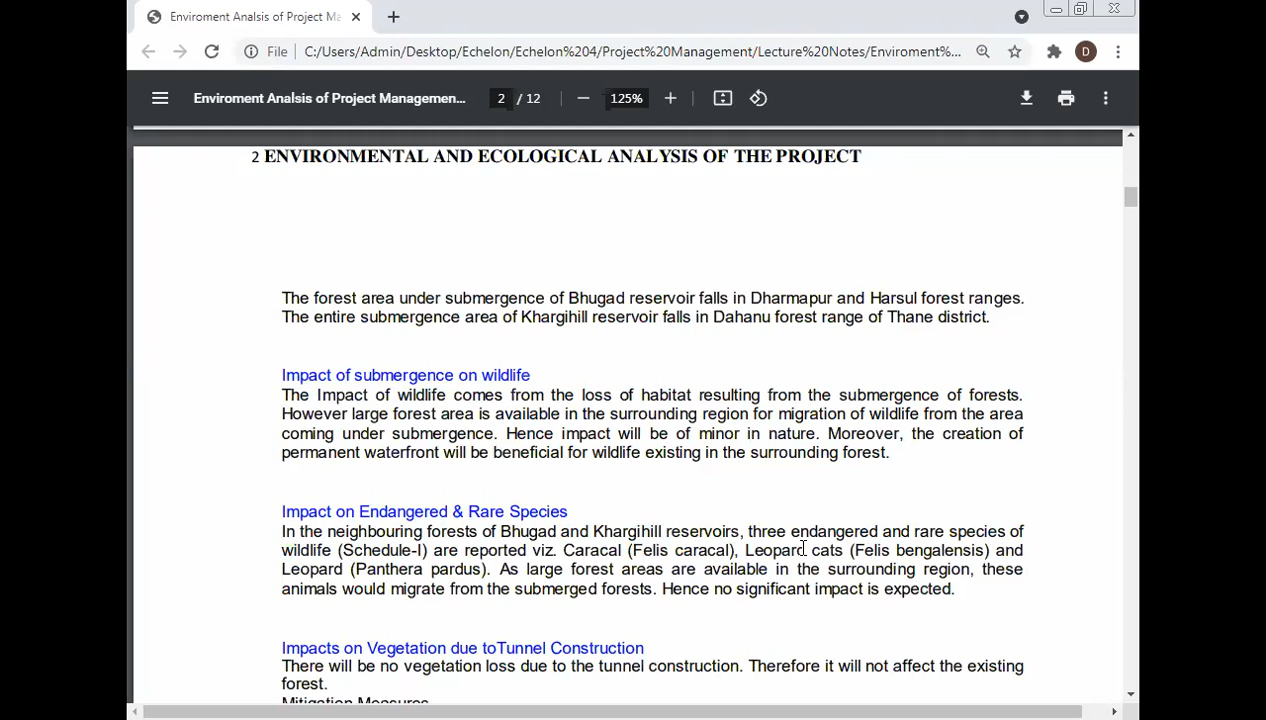 Enviroment Analsis of Project Ma
File C:/Users/Admin/Desktop/Echelon/Echelon%204/Project%20Management/Lecture%20Notes/Enviroment%... D
Enviroment Analsis of Project Managemen... 2 / 12 125%
2 ENVIRONMENTAL AND ECOLOGICAL ANALYSIS OF THE PROJECT
The forest area under submergence of Bhugad reservoir falls in Dharmapur and Harsul forest ranges.
The entire submergence area of Khargihill reservoir falls in Dahanu forest range of Thane district.
Impact of submergence on wildlife
The Impact of wildlife comes from the loss of habitat resulting from the submergence of forests.
However large forest area is available in the surrounding region for migration of wildlife from the area
coming under submergence. Hence impact will be of minor in nature. Moreover, the creation of
permanent waterfront will be beneficial for wildlife existing in the surrounding forest.
Impact on Endangered & Rare Species
In the neighbouring forests of Bhugad and Khargihill reservoirs, three endangered and rare species of
wildlife (Schedule-I) are reported viz. Caracal (Felis caracal), Leopard cats (Felis bengalensis) and
Leopard (Panthera pardus). As large forest areas are available in the surrounding region, these
animals would migrate from the submerged forests. Hence no significant impact is expected.
Impacts on Vegetation due toTunnel Construction
There will be no vegetation loss due to the tunnel construction. Therefore it will not affect the existing
forest.
Mitigation Measures